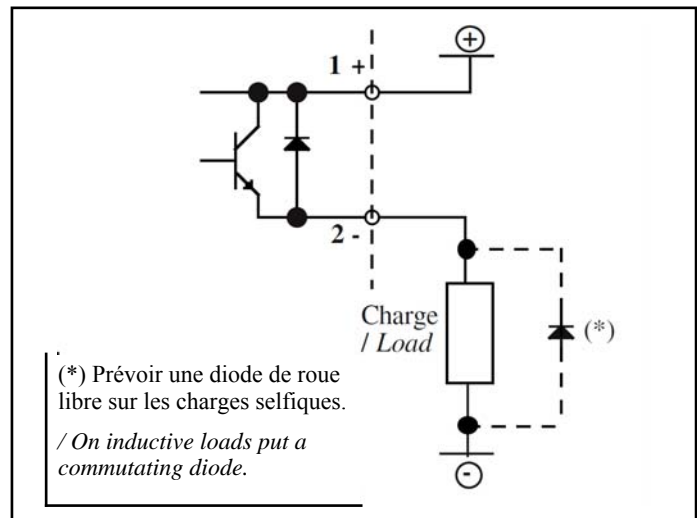 +
1 +
2 -
Charge
/ Load
(*)
(*) Prévoir une diode de roue
libre sur les charges selfiques.
/ On inductive loads put a
commutating diode.
-